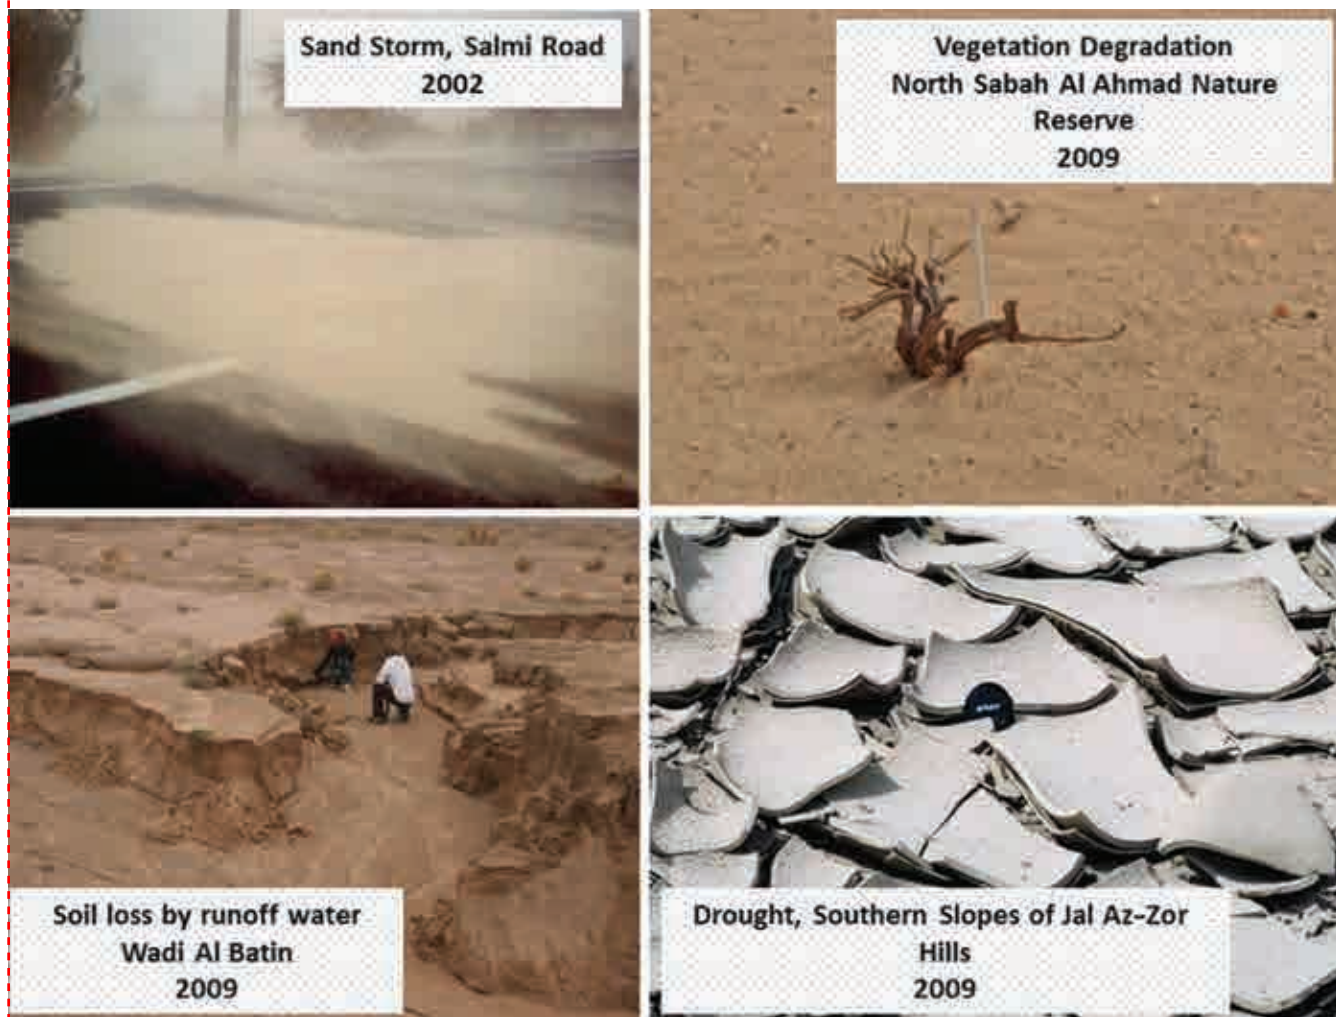 Sand Storm, Salmi Road
2002
Vegetation Degradation
North Sabah Al Ahmad Nature
Reserve
2009
Soil loss by runoff water
Wadi Al Batin
2009
Drought, Southern Slopes of Jal Az-Zor
Hills
2009